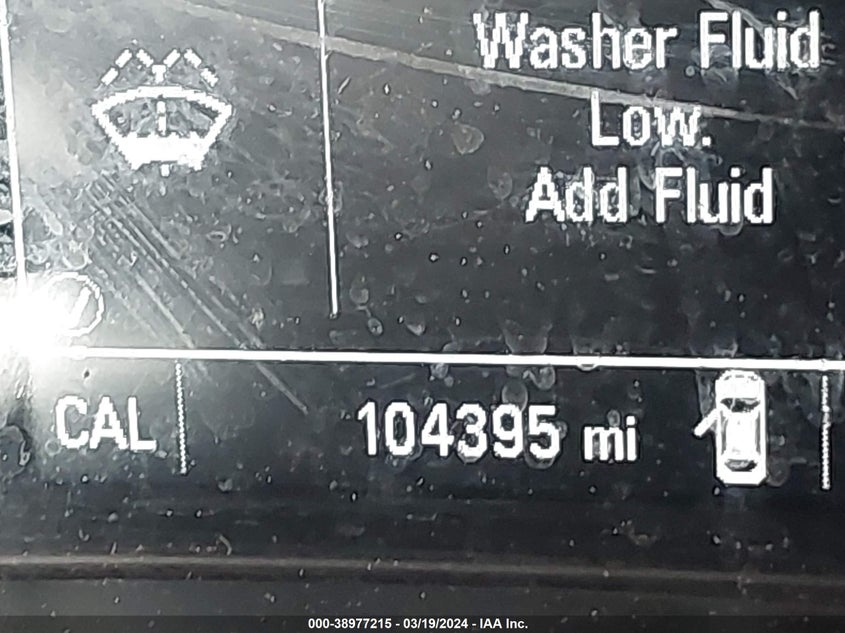 Washer Fluid
Low.
Add Fluid
CAL
104395 mi
000-38977215 - 03/19/2024 - IAA Inc.